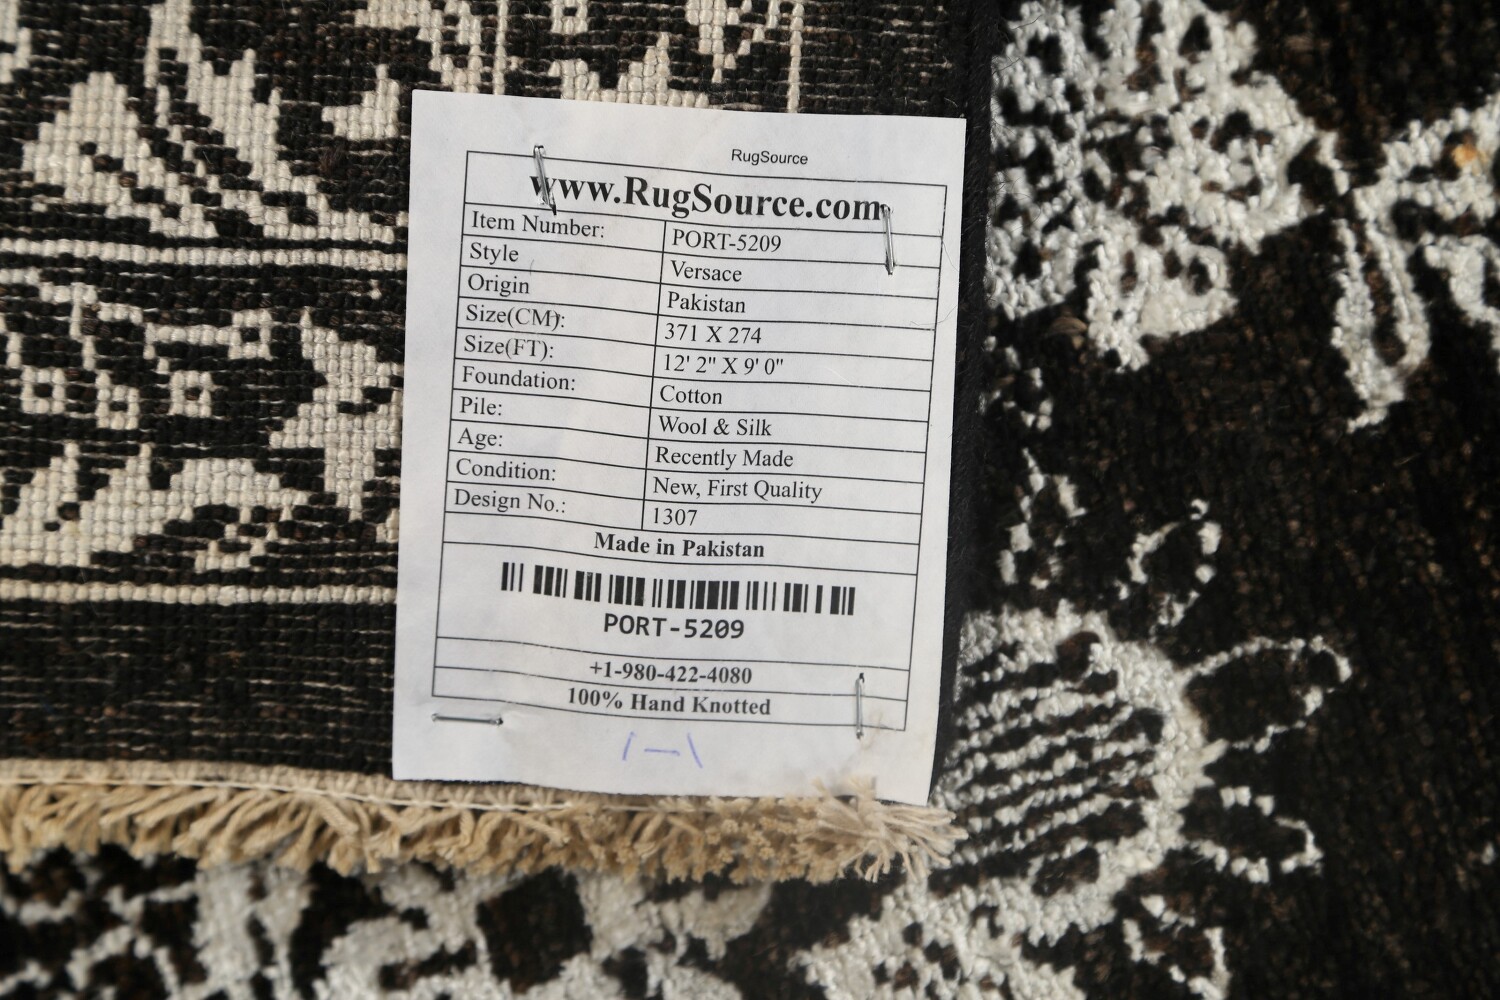 RugSource
www.RugSource.com
Item Number: PORT-5209
Style Versace
Origin Pakistan
Size(CM): 371 X 274
Size(FT): 12' 2" X 9' 0"
Foundation: Cotton
Pile: Wool & Silk
Age: Recently Made
Condition: New, First Quality
Design No.: 1307
Made in Pakistan
PORT-5209
+1-980-422-4080
100% Hand Knotted